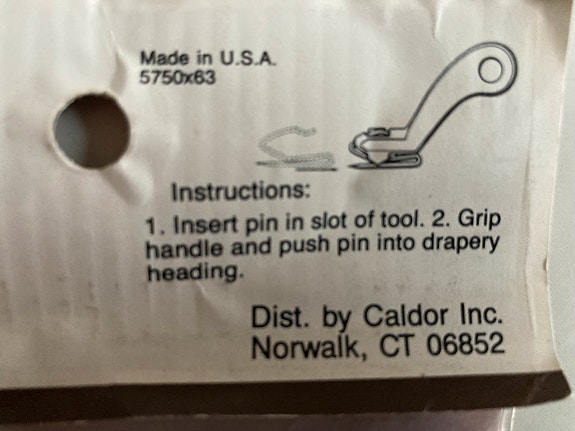 Made in U.S.A.
5750x63
Instructions:
1. Insert pin in slot of tool. 2. Grip
handle and push pin into drapery
heading.
Dist. by Caldor Inc.
Norwalk, CT 06852